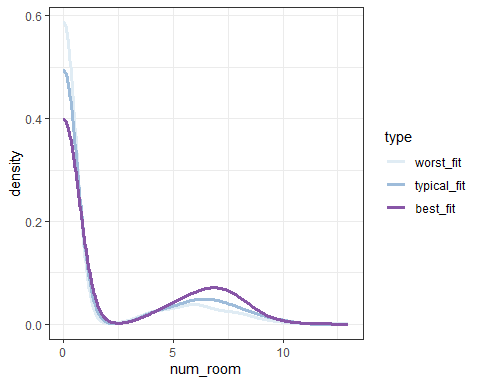 0.6
0.4
0.2
0.0
density
0
5
10
num_room
type
worst_fit
typical_fit
best_fit